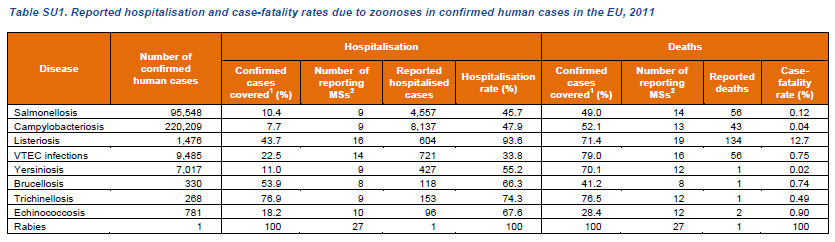 Table SU1. Reported hospitalisation and case-fatality rates due to zoonoses in confirmed human cases in the EU, 2011
Disease | Number of confirmed human cases | Hospitalisation | Deaths
Confirmed cases covered¹ (%) | Number of reporting MSs² | Reported hospitalised cases | Hospitalisation rate (%) | Confirmed cases covered¹ (%) | Number of reporting MSs² | Reported deaths | Case-fatality rate (%)
Salmonellosis 95,548 10.4 9 4,557 45.7 49.0 14 56 0.12
Campylobacteriosis 220,209 7.7 9 8,137 47.9 52.1 13 43 0.04
Listeriosis 1,476 43.7 16 604 93.6 71.4 19 134 12.7
VTEC infections 9,485 22.5 14 721 33.8 79.0 16 56 0.75
Yersiniosis 7,017 11.0 9 427 55.2 70.1 12 1 0.02
Brucellosis 330 53.9 8 118 66.3 41.2 8 1 0.74
Trichinellosis 268 76.9 9 153 74.3 76.5 12 1 0.49
Echinococcosis 781 18.2 10 96 67.6 28.4 12 2 0.90
Rabies 1 100 27 1 100 100 27 1 100